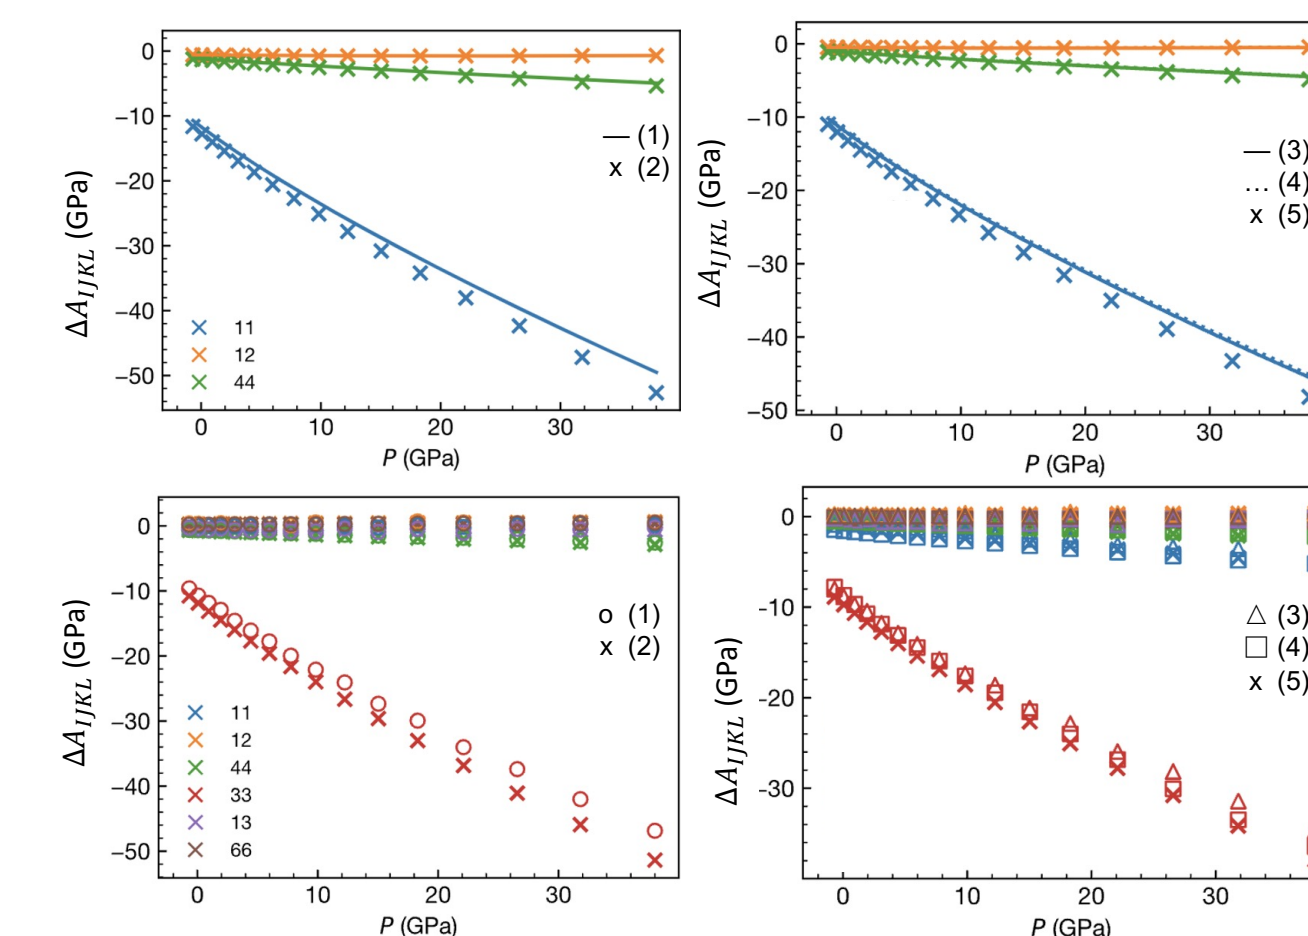 0
−10
−20
−30
−40
−50
ΔA_IJKL (GPa)
— (1)
x (2)
11
12
44
0 10 20 30
P (GPa)
0
−10
−20
−30
−40
−50
ΔA_IJKL (GPa)
— (3)
... (4)
x (5)
0 10 20 30
P (GPa)
0
−10
−20
−30
−40
−50
ΔA_IJKL (GPa)
o (1)
x (2)
11
12
44
33
13
66
0 10 20 30
P (GPa)
0
−10
−20
−30
ΔA_IJKL (GPa)
△ (3)
□ (4)
x (5)
0 10 20 30
P (GPa)